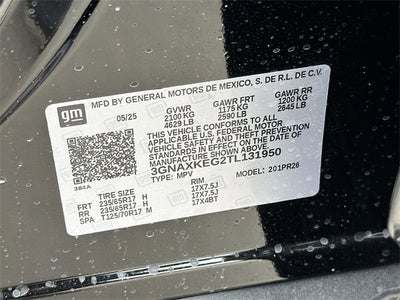 gm
MFD BY GENERAL MOTORS DE MEXICO, S. DE R.L. DE C.V.
05/25 GVWR GAWR FRT GAWR RR
2100 KG 1175 KG 1200 KG
4629 LB 2590 LB 2645 LB
THIS VEHICLE CONFORMS TO ALL
APPLICABLE U.S. FEDERAL MOTOR
VEHICLE SAFETY AND THEFT PREVENTION
STANDARDS IN EFFECT ON THE DATE OF
MANUFACTURE SHOWN ABOVE.
3GNAXKEG2TL131950
TYPE: MPV MODEL: 201PR26
TIRE SIZE RIM
FRT 235/65R17 H 17X7.5J
RR 235/65R17 H 17X7.5J
SPA T125/70R17 M 17X4BT